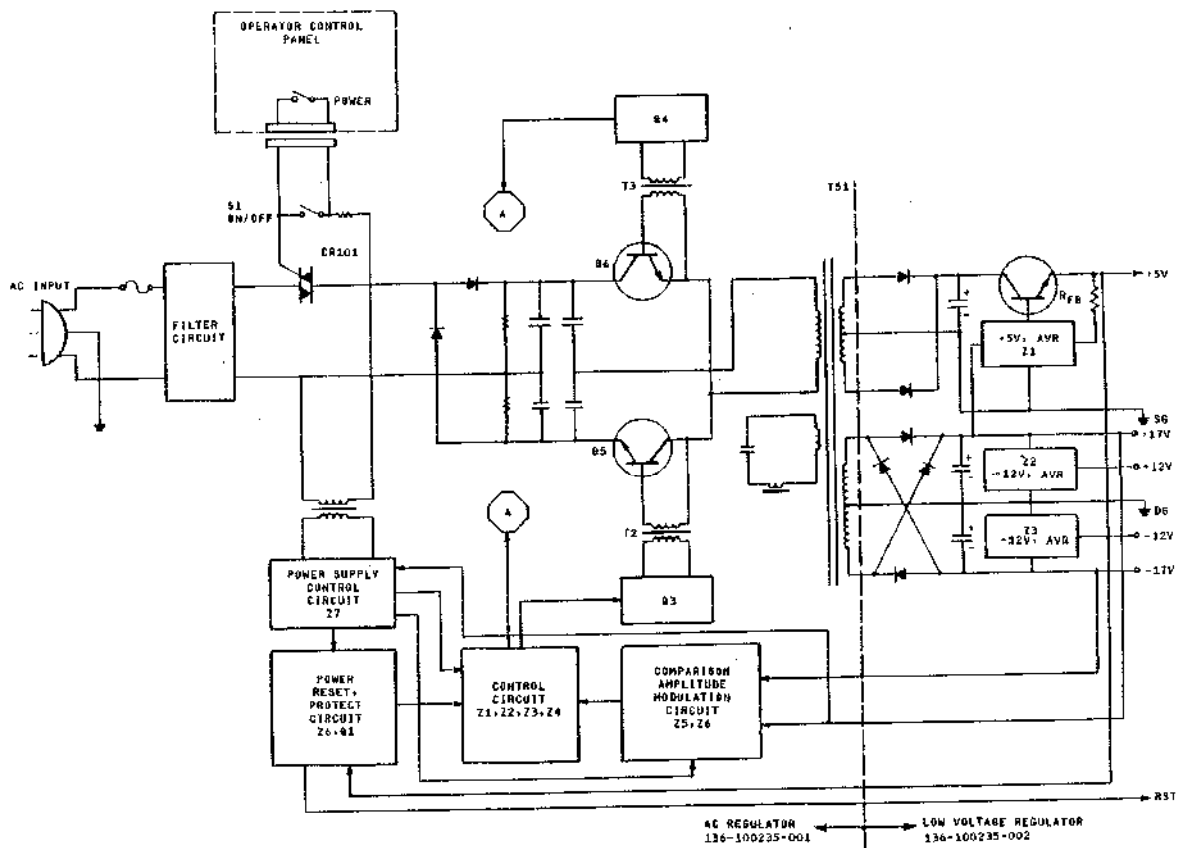 OPERATOR CONTROL
PANEL
POWER
S1
ON/OFF
CR101
AC INPUT
FILTER
CIRCUIT
Q4
T3
A
Q6
TS1
+5V
RFB
+5V, AVR
Z1
SG
+17V
Z2
-+12V, AVR
+12V
DG
Z3
-12V, AVR
-12V
-17V
Q5
T2
A
Q3
POWER SUPPLY
CONTROL
CIRCUIT
Z7
POWER
RESET,
PROTECT
CIRCUIT
Z6,Q1
CONTROL
CIRCUIT
Z1,Z2,Z3,Z4
COMPARISON
AMPLITUDE
MODULATION
CIRCUIT
Z5,Z6
RST
AC REGULATOR
136-100235-001
LOW VOLTAGE REGULATOR
136-100235-002